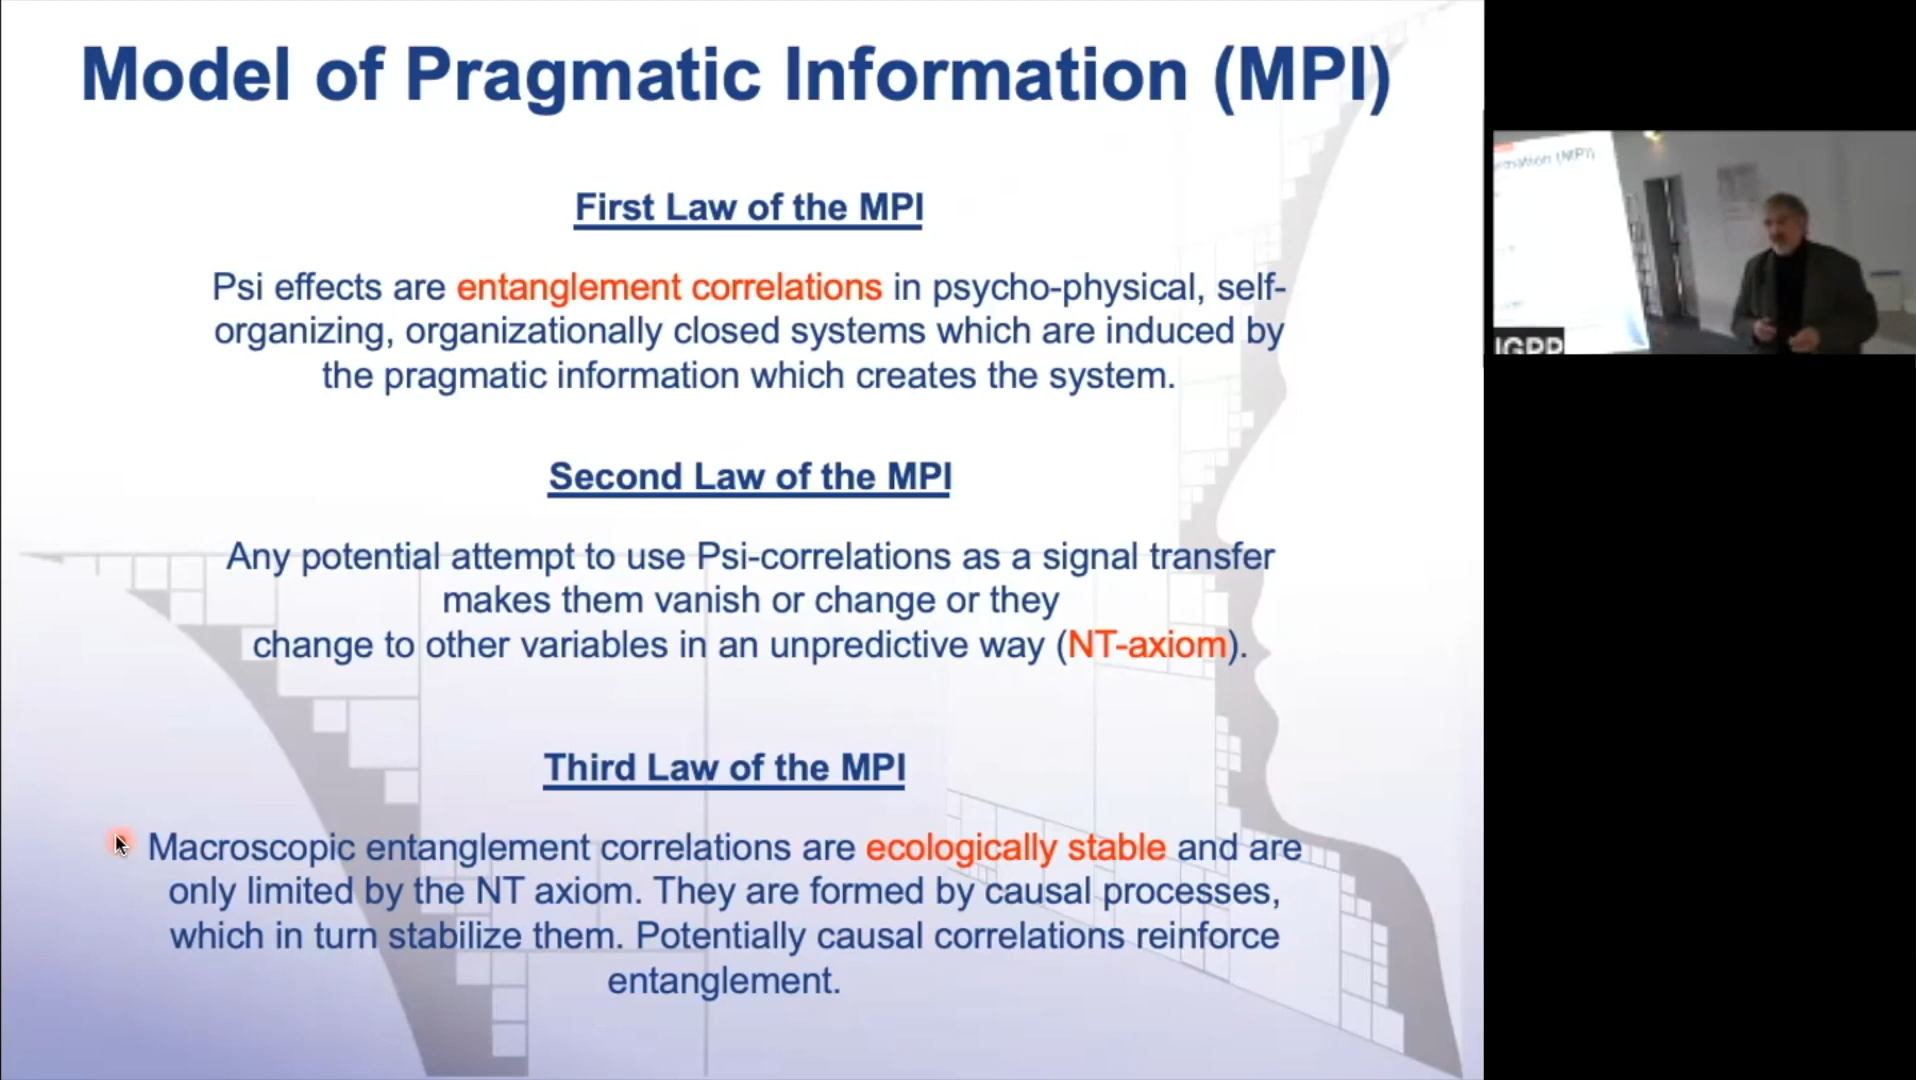 Model of Pragmatic Information (MPI)
First Law of the MPI
Psi effects are entanglement correlations in psycho-physical, self-
organizing, organizationally closed systems which are induced by
the pragmatic information which creates the system.
Second Law of the MPI
Any potential attempt to use Psi-correlations as a signal transfer
makes them vanish or change or they
change to other variables in an unpredictive way (NT-axiom).
Third Law of the MPI
Macroscopic entanglement correlations are ecologically stable and are
only limited by the NT axiom. They are formed by causal processes,
which in turn stabilize them. Potentially causal correlations reinforce
entanglement.
rmation (MPI)
IGPP